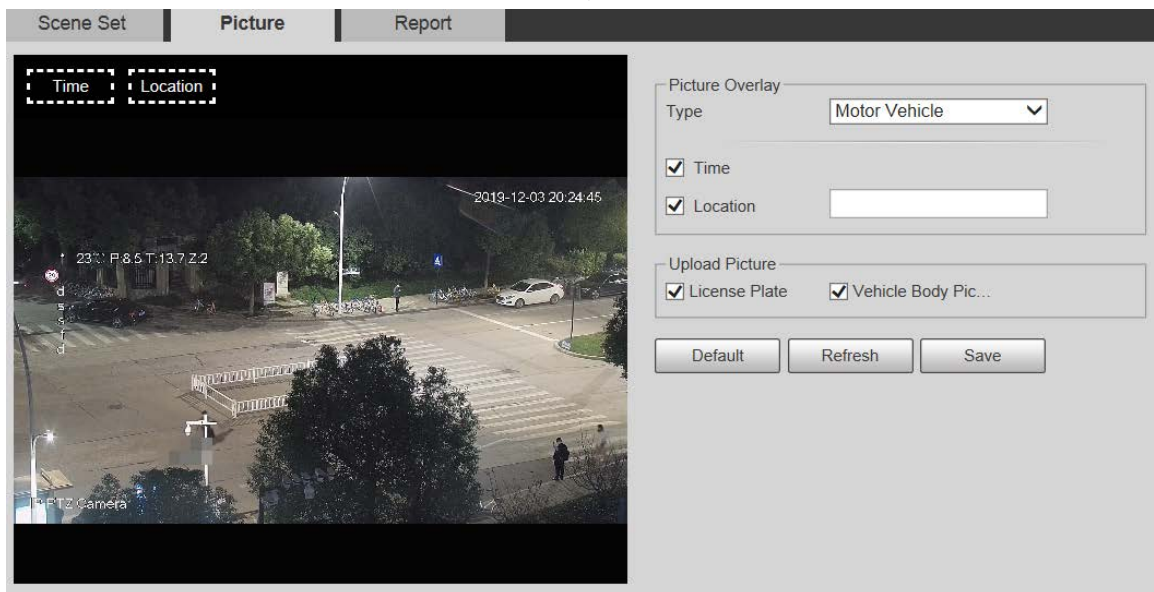 Scene Set Picture Report
Time Location
2019-12-03 20:24:45
d
s
s
f
d
PTZ Camera
Picture Overlay
Type Motor Vehicle
Time
Location
Upload Picture
License Plate Vehicle Body Pic...
Default Refresh Save